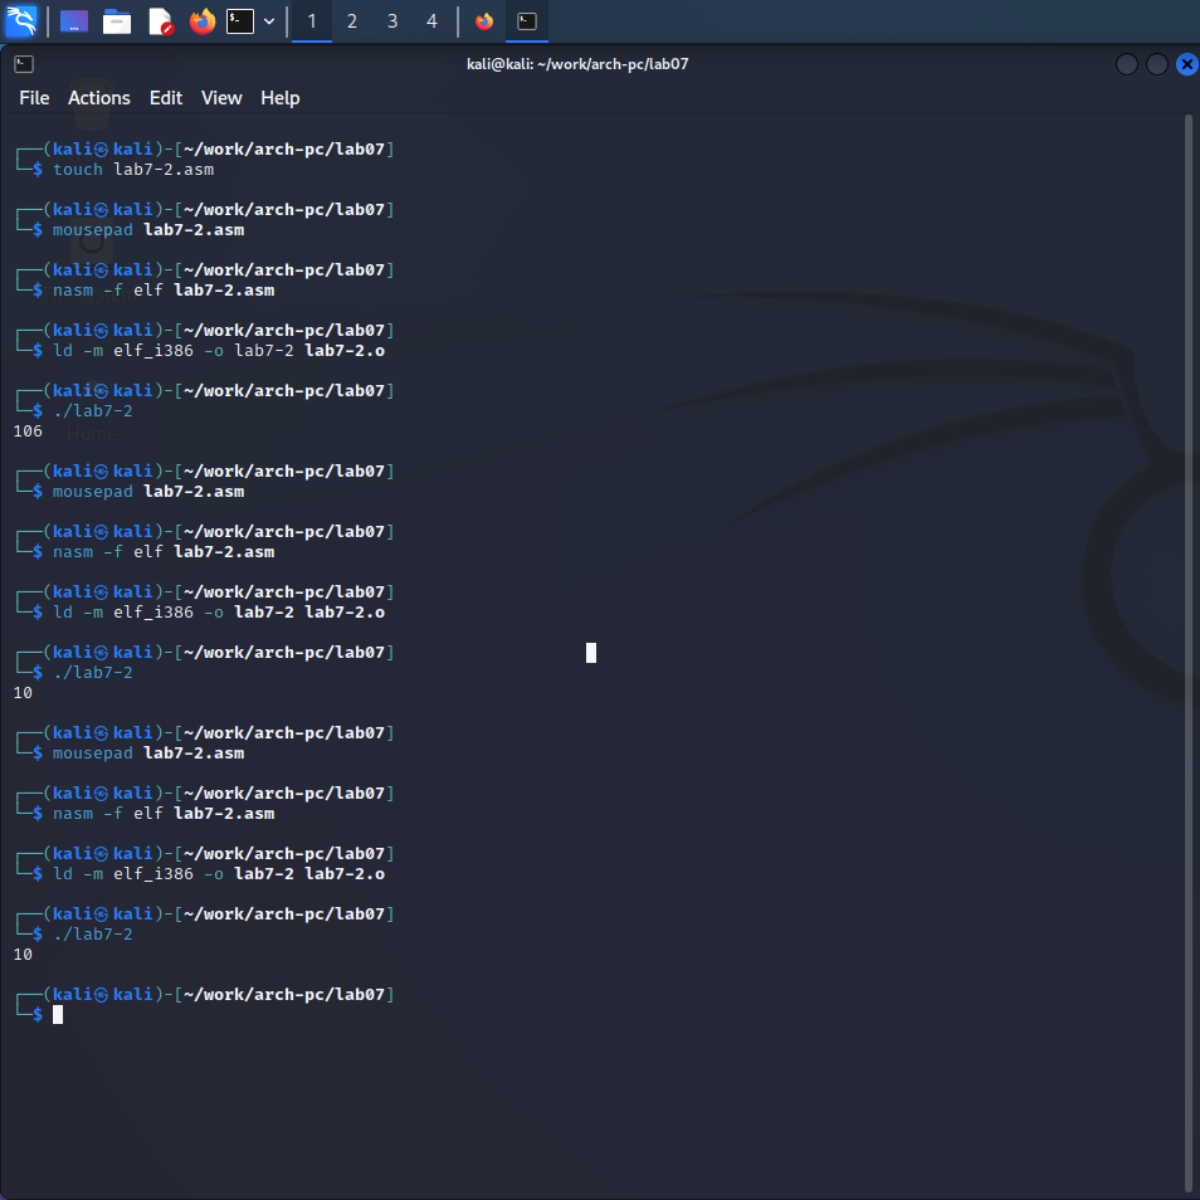 1 2 3 4
kali@kali: ~/work/arch-pc/lab07
File Actions Edit View Help
┌──(kali㉿kali)-[~/work/arch-pc/lab07]
└─$ touch lab7-2.asm
┌──(kali㉿kali)-[~/work/arch-pc/lab07]
└─$ mousepad lab7-2.asm
┌──(kali㉿kali)-[~/work/arch-pc/lab07]
└─$ nasm -f elf lab7-2.asm
┌──(kali㉿kali)-[~/work/arch-pc/lab07]
└─$ ld -m elf_i386 -o lab7-2 lab7-2.o
┌──(kali㉿kali)-[~/work/arch-pc/lab07]
└─$ ./lab7-2
106
Home
┌──(kali㉿kali)-[~/work/arch-pc/lab07]
└─$ mousepad lab7-2.asm
┌──(kali㉿kali)-[~/work/arch-pc/lab07]
└─$ nasm -f elf lab7-2.asm
┌──(kali㉿kali)-[~/work/arch-pc/lab07]
└─$ ld -m elf_i386 -o lab7-2 lab7-2.o
┌──(kali㉿kali)-[~/work/arch-pc/lab07]
└─$ ./lab7-2
10
┌──(kali㉿kali)-[~/work/arch-pc/lab07]
└─$ mousepad lab7-2.asm
┌──(kali㉿kali)-[~/work/arch-pc/lab07]
└─$ nasm -f elf lab7-2.asm
┌──(kali㉿kali)-[~/work/arch-pc/lab07]
└─$ ld -m elf_i386 -o lab7-2 lab7-2.o
┌──(kali㉿kali)-[~/work/arch-pc/lab07]
└─$ ./lab7-2
10
┌──(kali㉿kali)-[~/work/arch-pc/lab07]
└─$